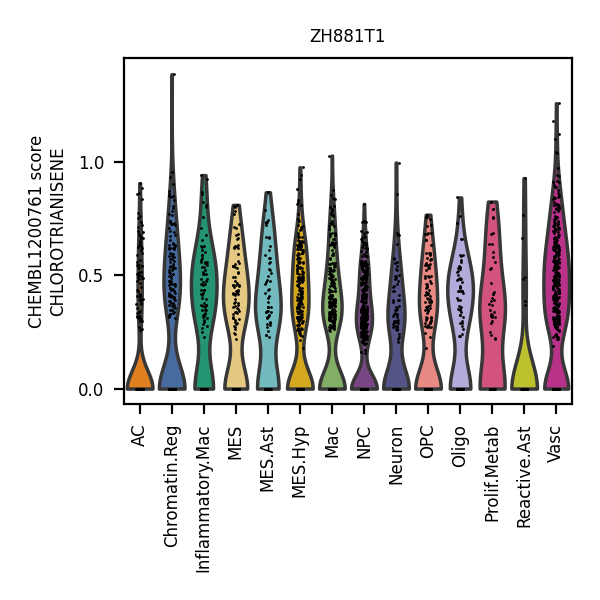 ZH881T1
CHEMBL1200761 score
CHLOROTRIANISENE
1.0
0.5
0.0
AC
Chromatin.Reg
Inflammatory.Mac
MES
MES.Ast
MES.Hyp
Mac
NPC
Neuron
OPC
Oligo
Prolif.Metab
Reactive.Ast
Vasc